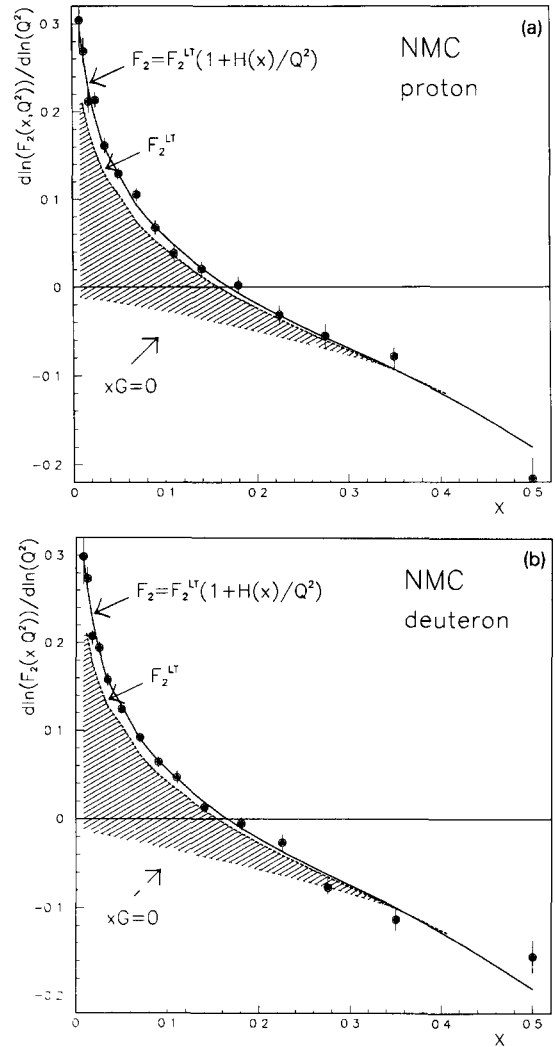 (a)
NMC
proton
dln(F₂(x,Q²))/dln(Q²)
F₂=F₂ᴸᵀ(1+H(x)/Q²)
F₂ᴸᵀ
xG=0
0 3
0 2
0 1
0
-0 1
-0 2
0
0 1
0 2
0 3
0 4
0 5
X
(b)
NMC
deuteron
dln(F₂(x Q²))/dln(Q²)
F₂=F₂ᴸᵀ(1+H(x)/Q²)
F₂ᴸᵀ
xG=0
0 3
0 2
0 1
0
-0 1
-0 2
0
0 1
0 2
0 3
0 4
0 5
X